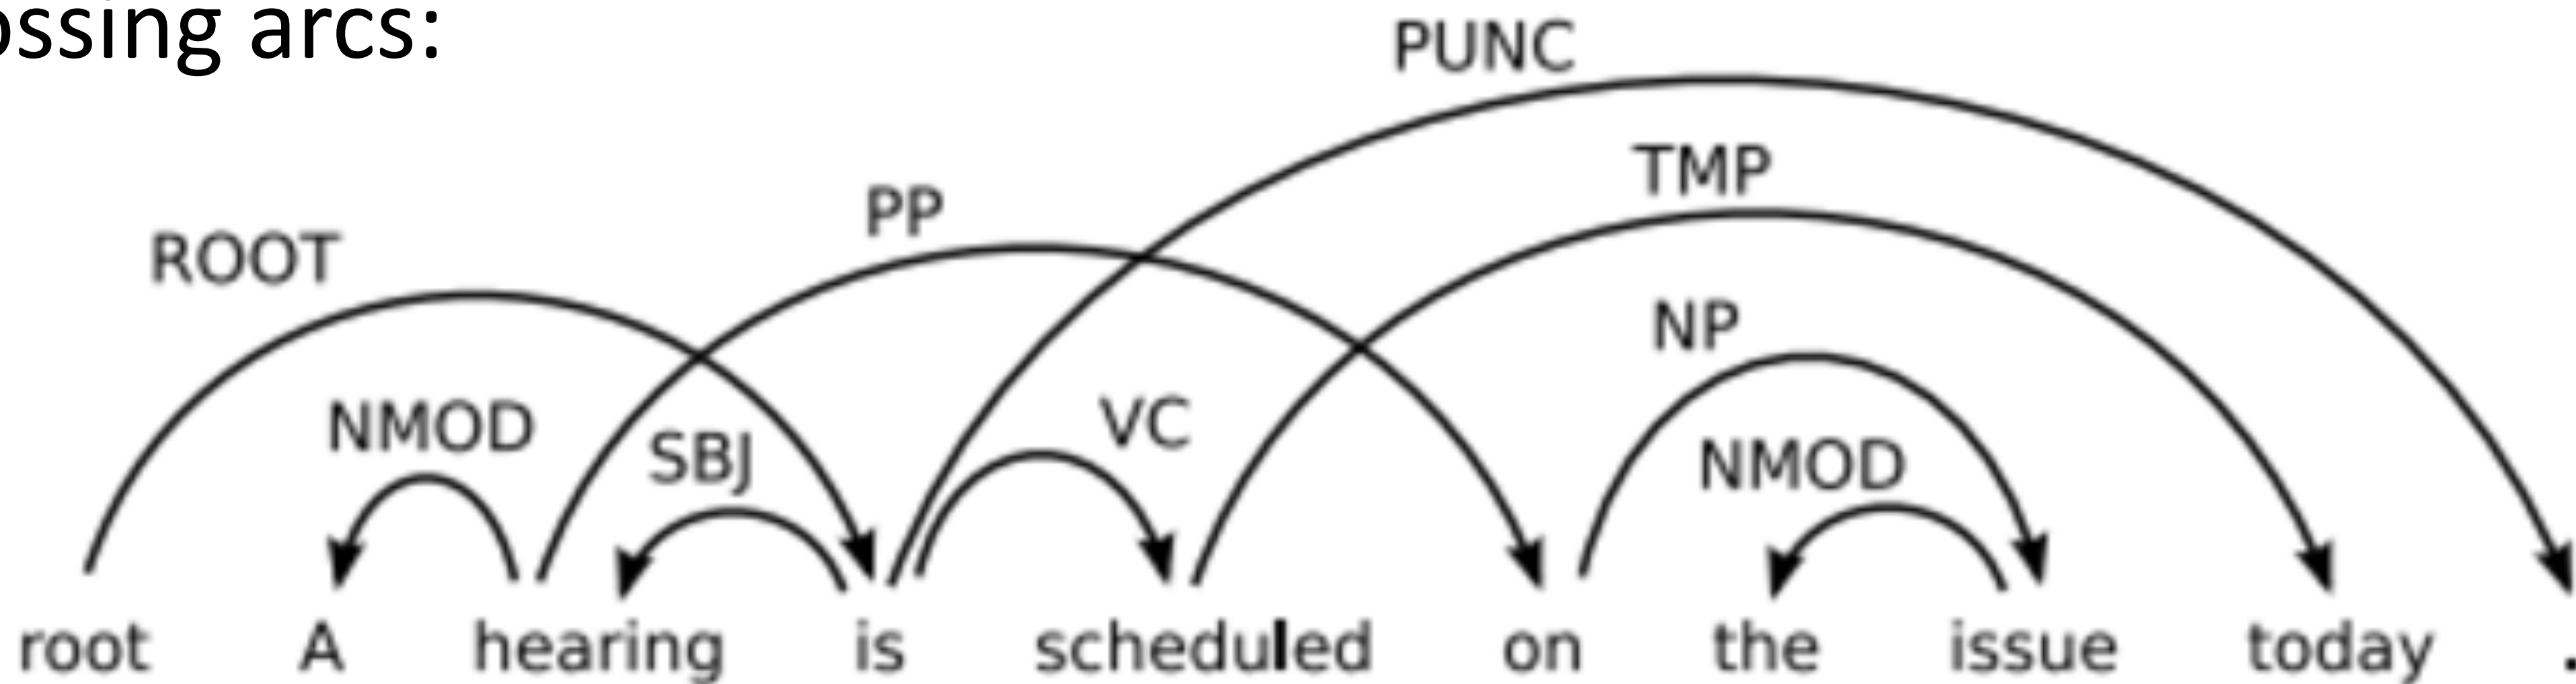 ossing arcs:
PUNC
TMP
PP
ROOT
NP
NMOD
VC
SBJ
NMOD
root A hearing is scheduled on the issue today .